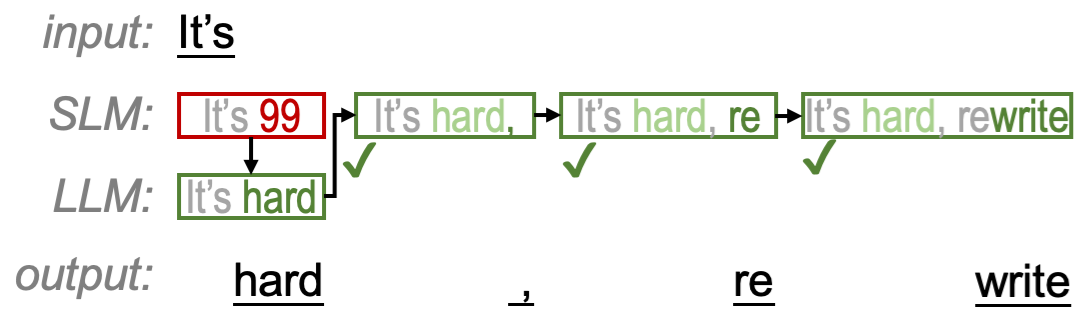 input: It's
SLM: It's 99 It's hard, It's hard, re It's hard, rewrite
LLM: It's hard
output: hard , re write